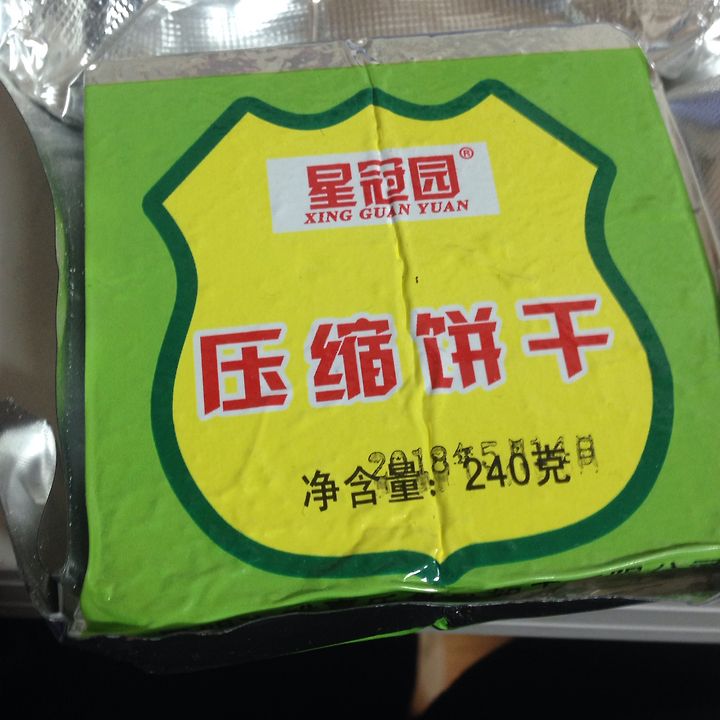 星冠园®
XING GUAN YUAN
压缩饼干
2018年5月14日
净含量：240克